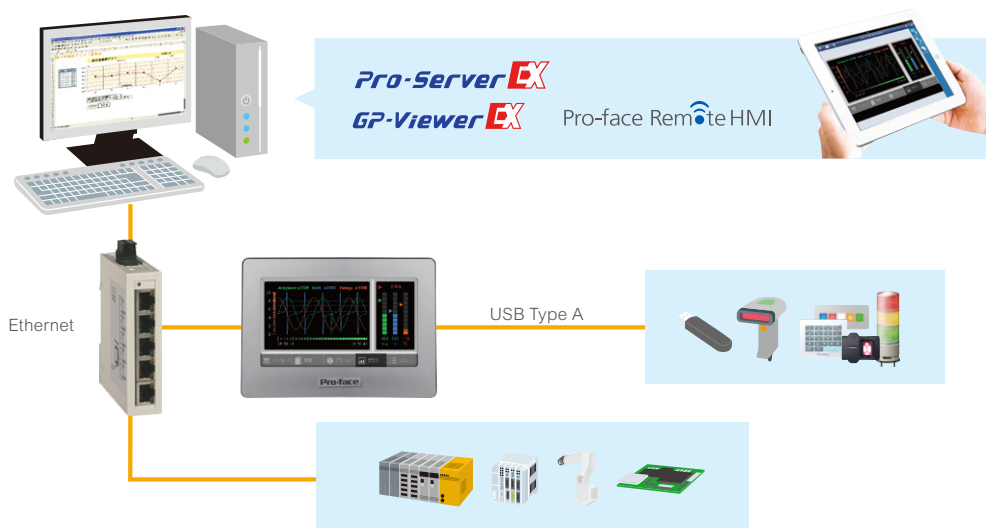 Pro-Server EX
GP-Viewer EX
Pro-face Remote HMI
Ethernet
USB Type A
Pro-face